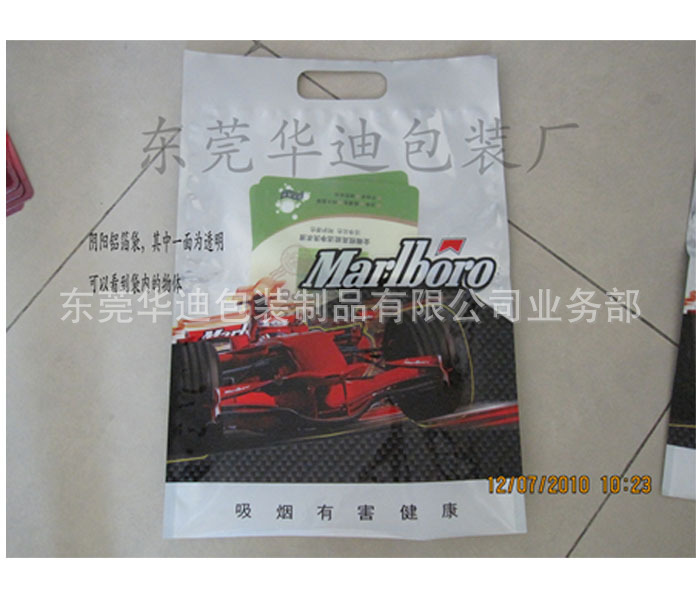 东莞华迪包装厂
阴阳铝箔袋，其中一面为透明
可以看到袋内的物体
Marlboro
东莞华迪包装制品有限公司业务部
Mark
Marlboro
12/07/2010 10:23
吸烟有害健康